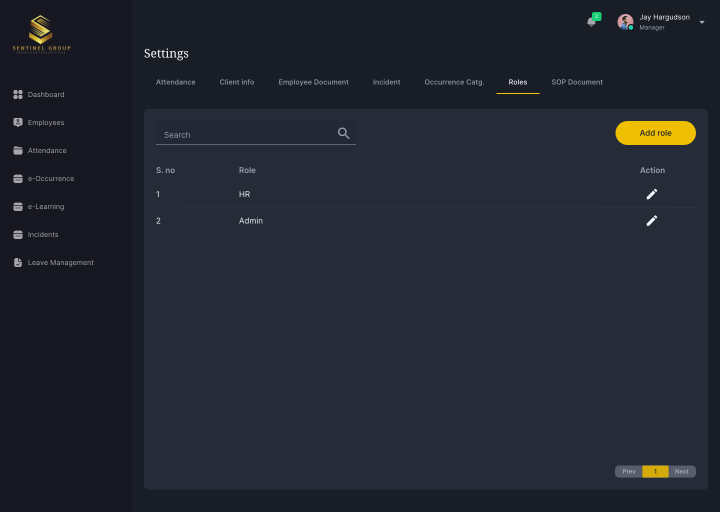 SENTINEL GROUP
Dashboard
Employees
Attendance
e-Occurrence
e-Learning
Incidents
Leave Management
2
Jay Hargudson
Manager
Settings
Attendance Client info Employee Document Incident Occurrence Catg. Roles SOP Document
Search
Add role
S. no Role Action
1 HR
2 Admin
Prev 1 Next